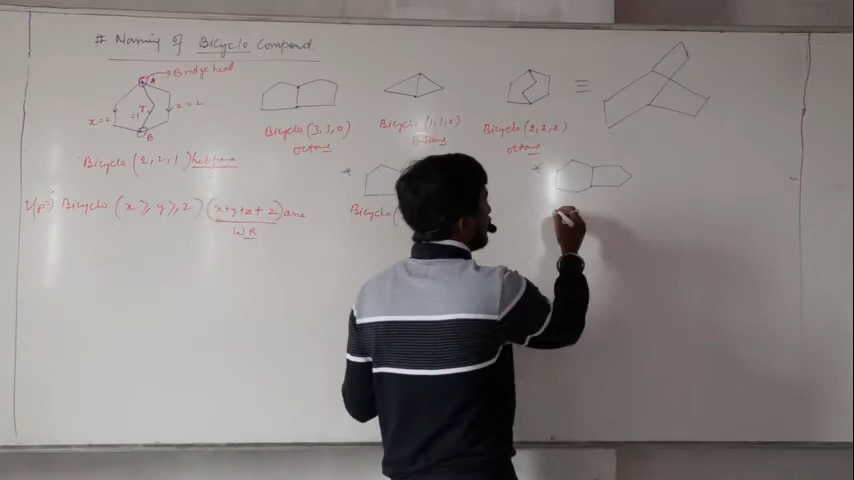 # Naming of Bicyclo Compound.
Bridge head
A
x=2
y
=1
z=2
B
Bicyclo (2,2,1) heptane
Bicyclo (3,3,0)
octane
Bicyclo (1,1,0)
Butane
Bicyclo (2,2,2)
octane
≡
Bicyclo (x ⩾ y ⩾ z) (x+y+z+2) ane
WR
*
Bicyclo(
*